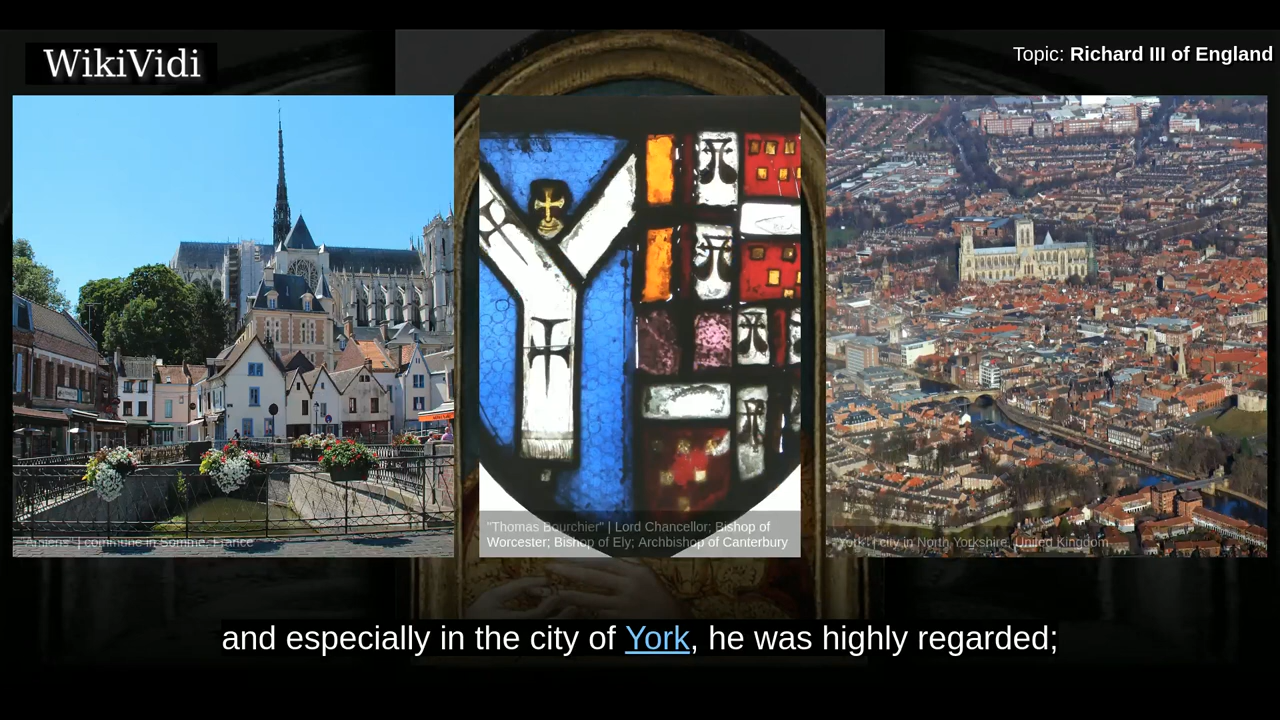 WikiVidi
Topic: Richard III of England
"Amiens" | commune in Somme, France
"Thomas Bourchier" | Lord Chancellor; Bishop of
Worcester; Bishop of Ely; Archbishop of Canterbury
"York" | city in North Yorkshire, United Kingdom
and especially in the city of York, he was highly regarded;